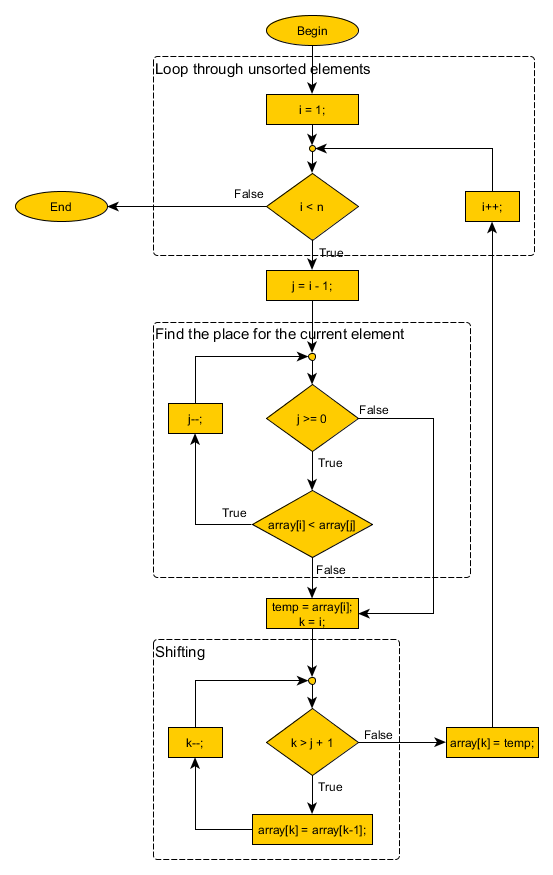 Begin
Loop through unsorted elements
i = 1;
False
End
i < n
i++;
True
j = i - 1;
Find the place for the current element
j--;
j >= 0
False
True
True
array[i] < array[j]
False
temp = array[i];
k = i;
Shifting
k--;
k > j + 1
False
array[k] = temp;
True
array[k] = array[k-1];